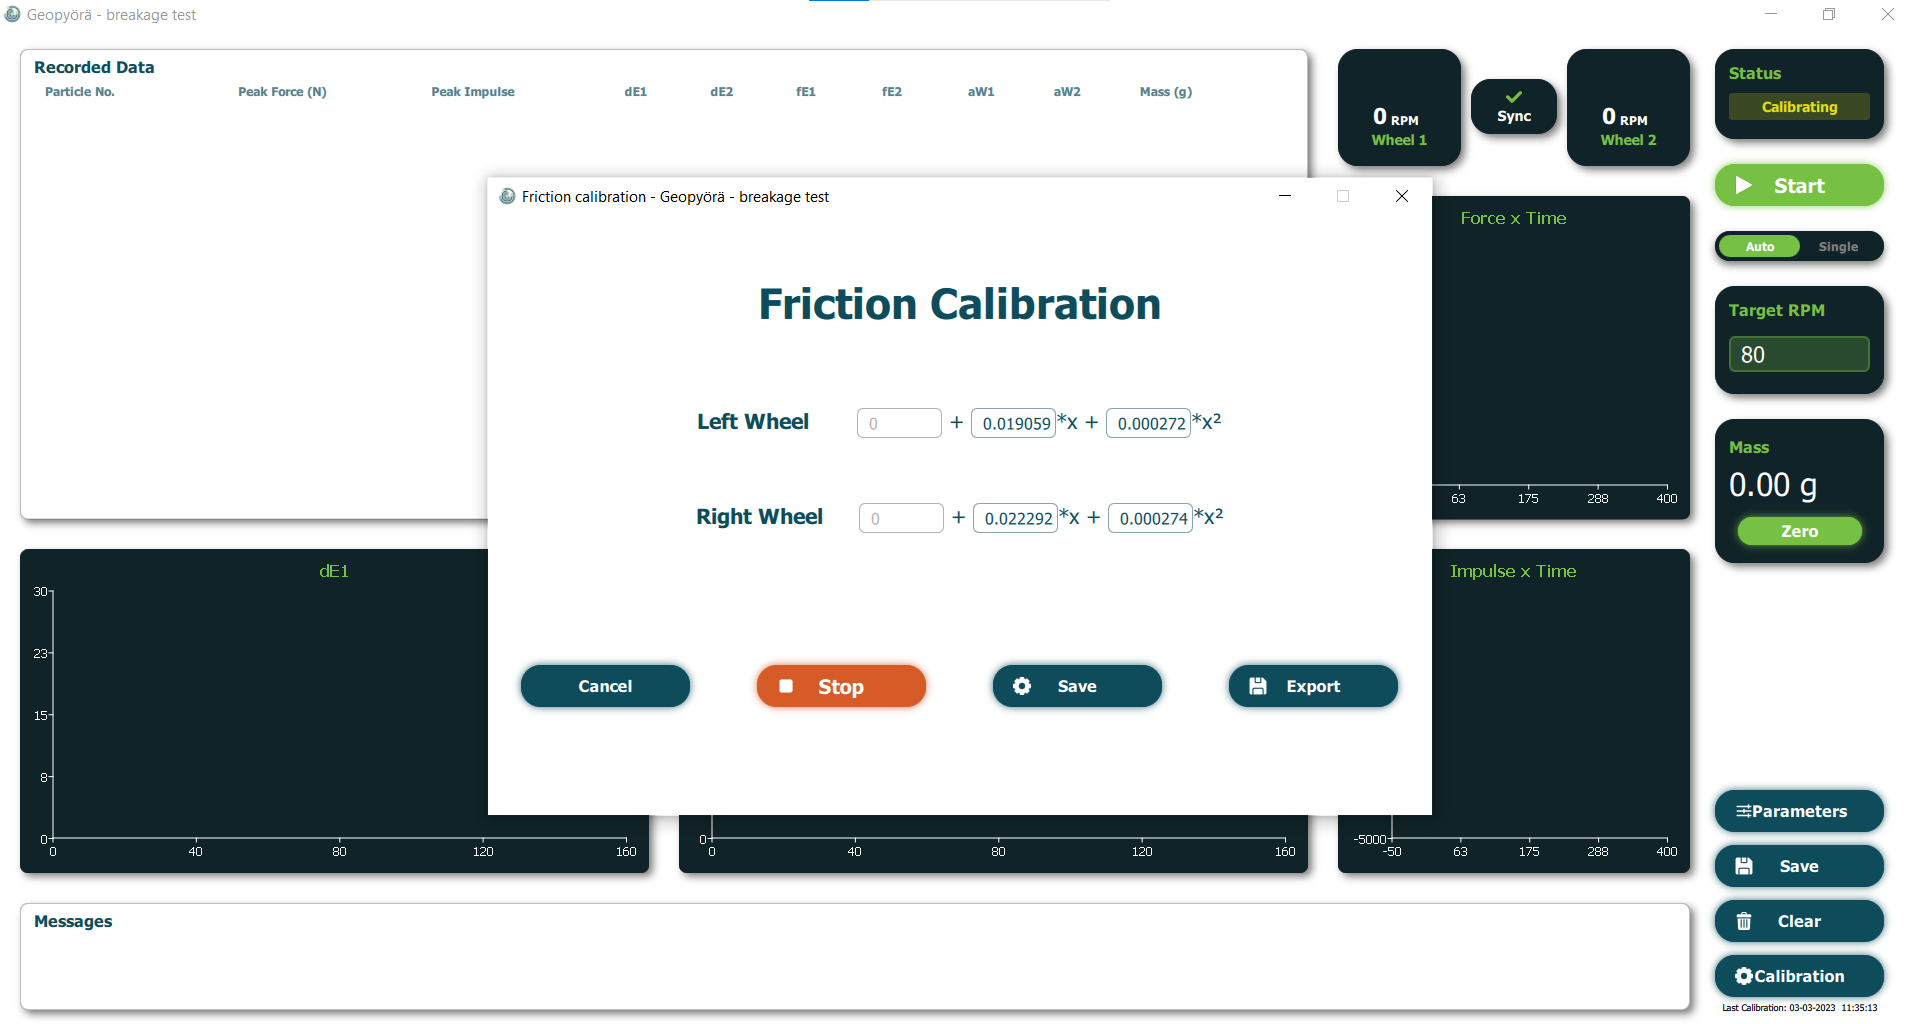 Geopyörä - breakage test
Recorded Data
Particle No. Peak Force (N) Peak Impulse dE1 dE2 fE1 fE2 aW1 aW2 Mass (g)
0 RPM
Wheel 1
Sync
0 RPM
Wheel 2
Status
Calibrating
Start
Auto Single
Target RPM
80
Mass
0.00 g
Zero
Force x Time
63 175 288 400
Friction calibration - Geopyörä - breakage test
Friction Calibration
Left Wheel 0 + 0.019059 *x + 0.000272 *x²
Right Wheel 0 + 0.022292 *x + 0.000274 *x²
Cancel Stop Save Export
dE1
30
23
15
8
0
0 40 80 120 160
0
0 40 80 120 160
Impulse x Time
-5000
-50 63 175 288 400
Parameters
Save
Clear
Calibration
Last Calibration: 03-03-2023 11:35:13
Messages